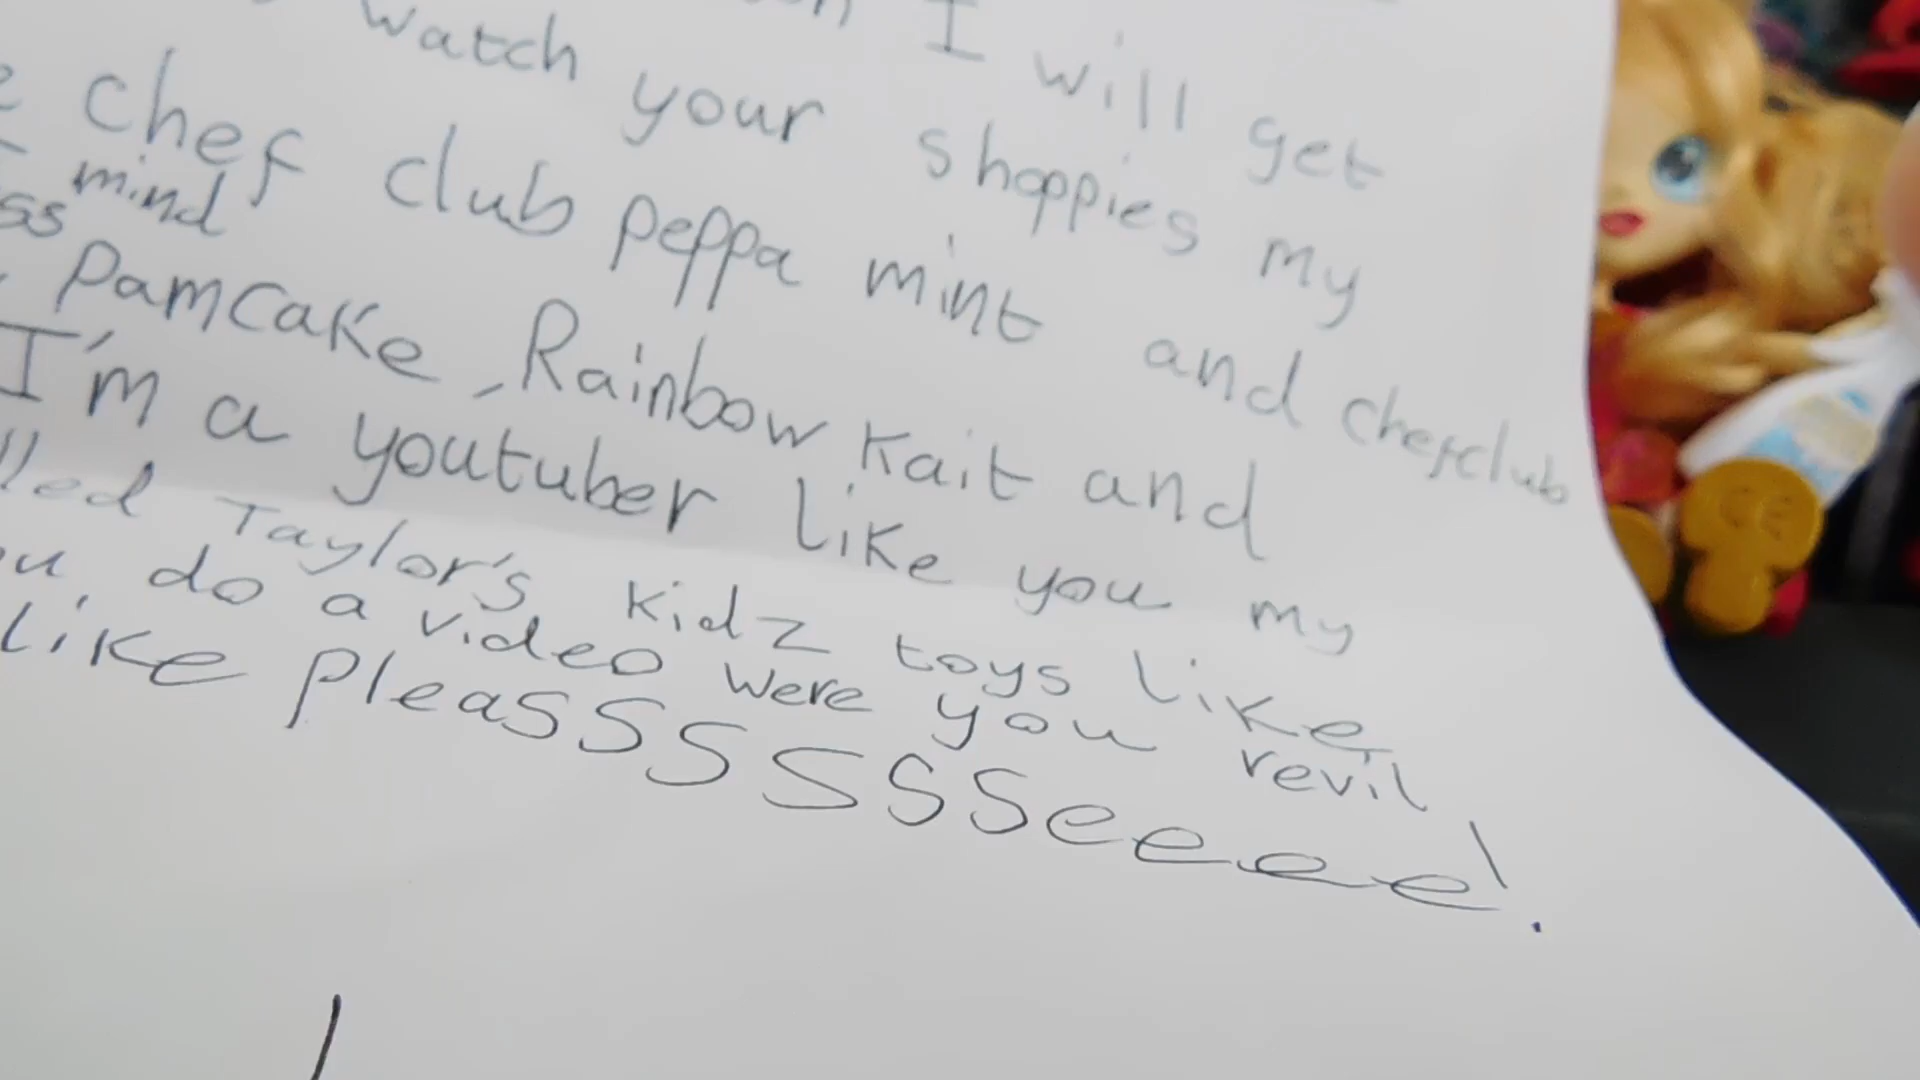 I will get
watch your shoppies my
chef club peppa mint and chefclub
mind
Pamcake, Rainbow Kait and
I'm a youtuber like you my
Taylor's Kidz toys like
do a video were you revil
like pleasssssseeee!